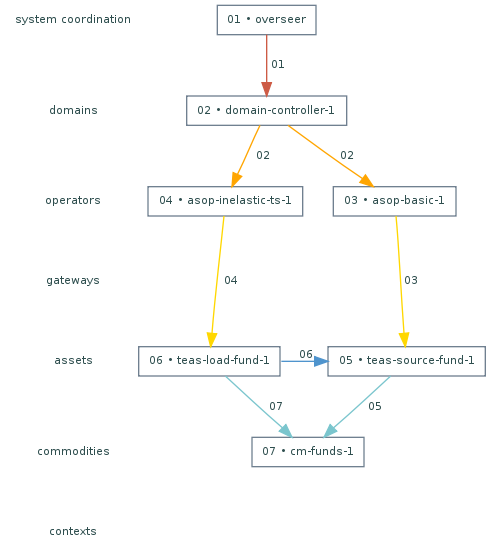 system coordination
01 • overseer
01
domains
02 • domain-controller-1
02
02
operators
04 • asop-inelastic-ts-1
03 • asop-basic-1
gateways
04
03
assets
06 • teas-load-fund-1
06
05 • teas-source-fund-1
07
05
commodities
07 • cm-funds-1
contexts